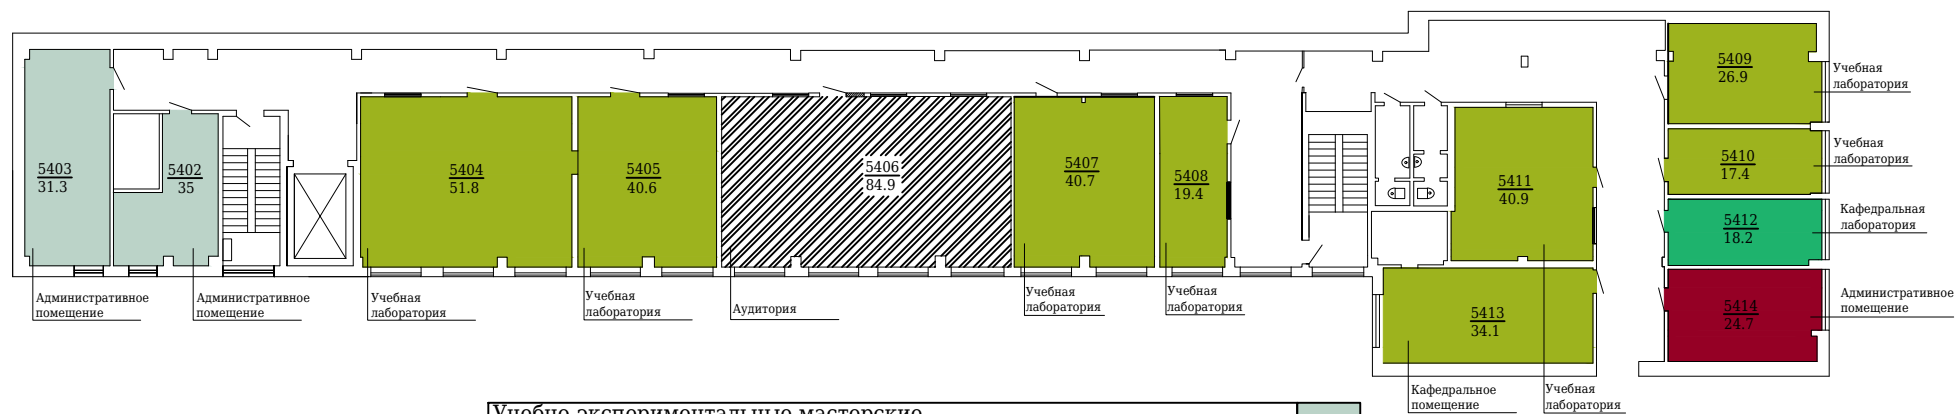 5409
26.9
Учебная
лаборатория
5403
31.3
5402
35
5404
51.8
5405
40.6
5406
84.9
5407
40.7
5408
19.4
5411
40.9
5410
17.4
Учебная
лаборатория
5412
18.2
Кафедральная
лаборатория
5414
24.7
Административное
помещение
5413
34.1
Административное
помещение
Административное
помещение
Учебная
лаборатория
Учебная
лаборатория
Аудитория
Учебная
лаборатория
Учебная
лаборатория
Кафедральное
помещение
Учебная
лаборатория
Учебно-экспериментальные мастерские